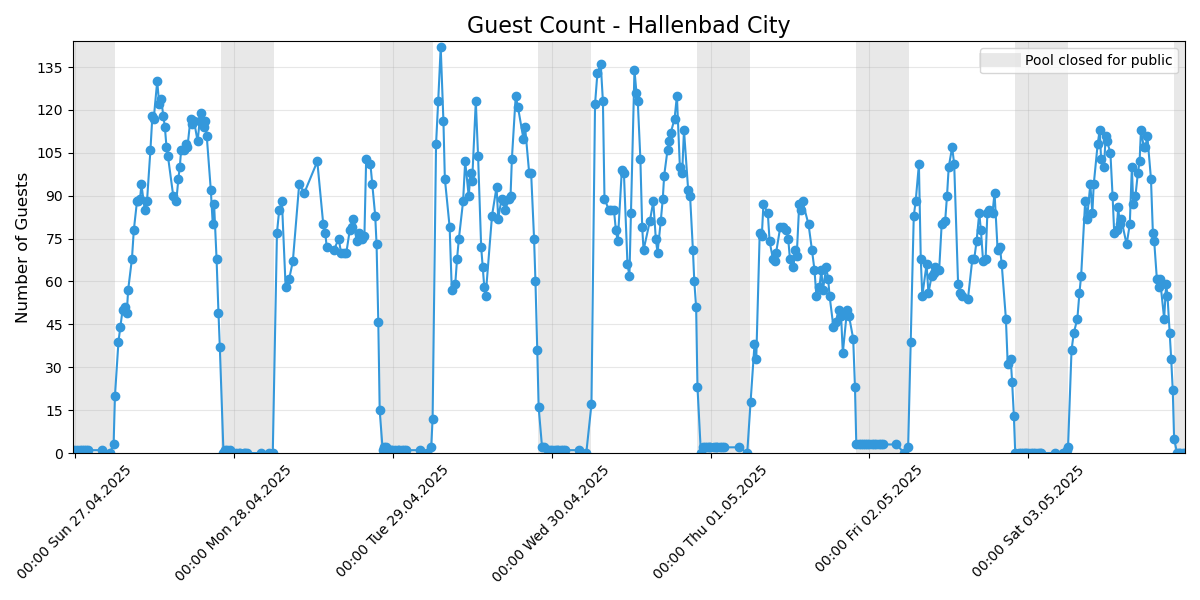 Guest Count - Hallenbad City
Pool closed for public
Number of Guests
135
120
105
90
75
60
45
30
15
0
00:00 Sun 27.04.2025
00:00 Mon 28.04.2025
00:00 Tue 29.04.2025
00:00 Wed 30.04.2025
00:00 Thu 01.05.2025
00:00 Fri 02.05.2025
00:00 Sat 03.05.2025